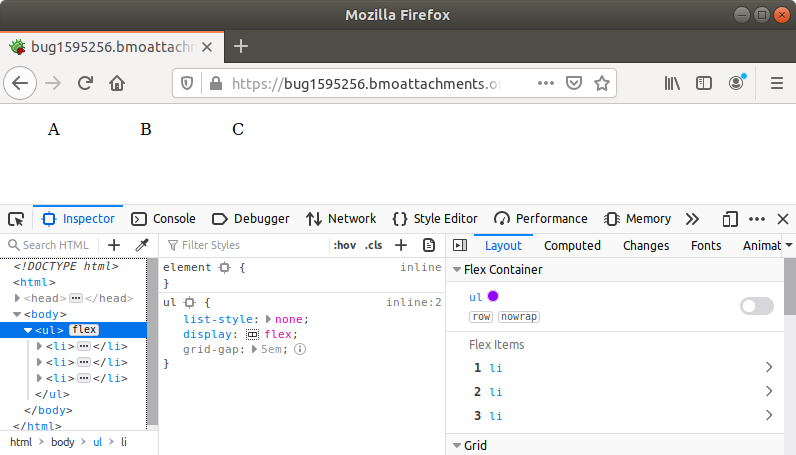 Mozilla Firefox
bug1595256.bmoattachm
https://bug1595256.bmoattachments.or
A B C
Inspector Console Debugger Network Style Editor Performance Memory
Search HTML
Filter Styles :hov .cls
Layout Computed Changes Fonts Animat
<!DOCTYPE html>
<html>
<head> ··· </head>
<body>
<ul> flex
<li> ··· </li>
<li> ··· </li>
<li> ··· </li>
</ul>
</body>
</html>
html > body > ul > li
element { inline
}
ul { inline:2
list-style: none;
display: flex;
grid-gap: 5em;
}
Flex Container
ul
row nowrap
Flex Items
1 li
2 li
3 li
Grid